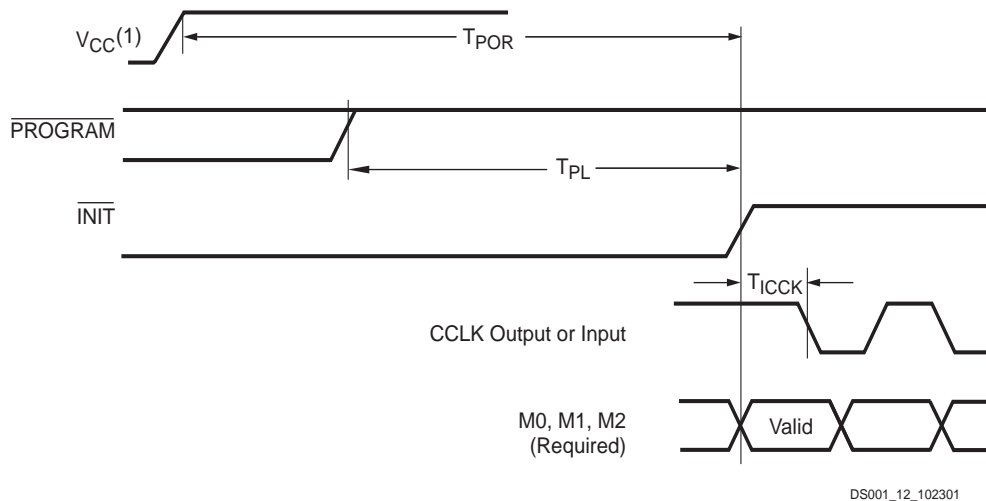 VCC(1)
TPOR
PROGRAM
TPL
INIT
TICCK
CCLK Output or Input
M0, M1, M2
(Required)
Valid
DS001_12_102301